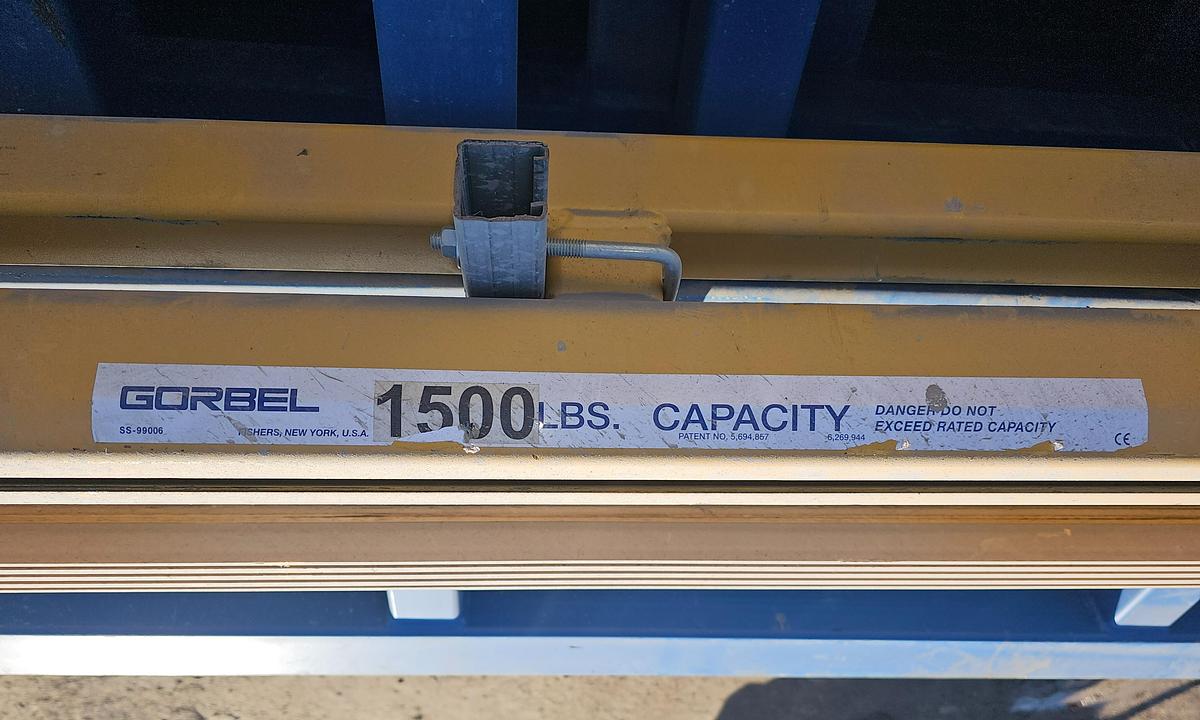 GORBEL 1500 LBS. CAPACITY DANGER DO NOT
EXCEED RATED CAPACITY
SS-99006 FISHERS, NEW YORK, U.S.A. PATENT NO, 5,694,857 6,269,944 CE